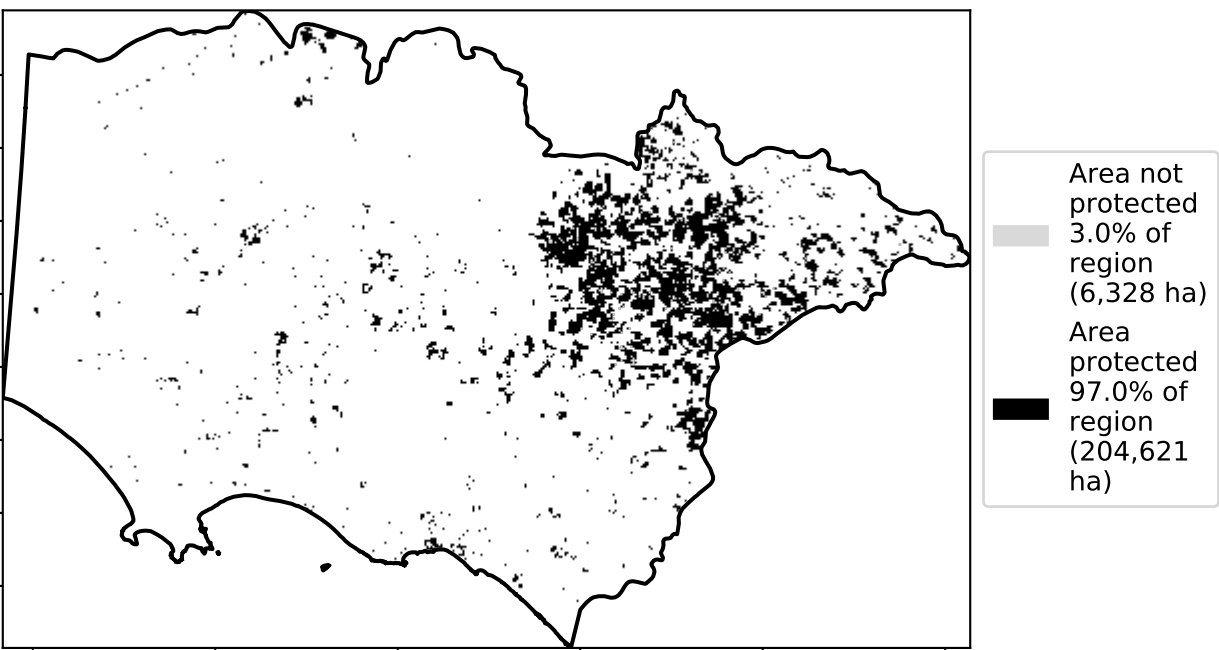 Area not
protected
3.0% of
region
(6,328 ha)
Area
protected
97.0% of
region
(204,621
ha)